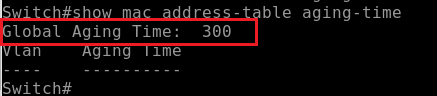 Switch#show mac address-table aging-time
Global Aging Time:  300
Vlan    Aging Time
----    ----------
Switch#